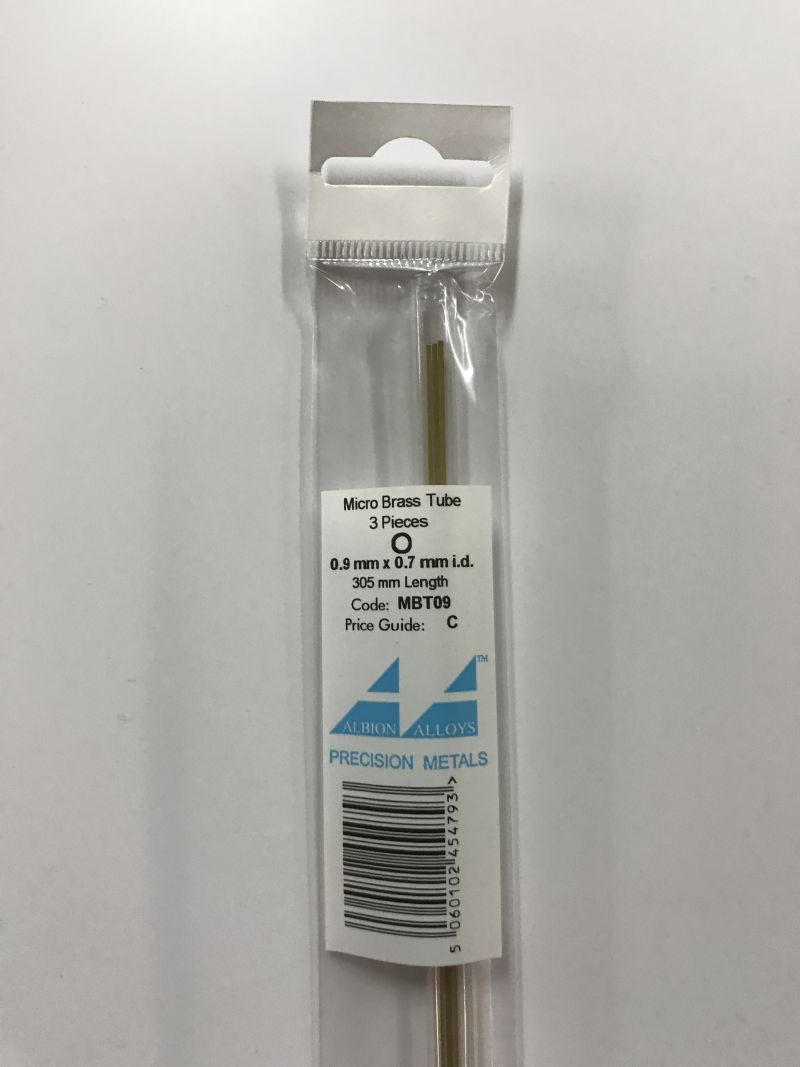 Micro Brass Tube
3 Pieces
0.9 mm x 0.7 mm i.d.
305 mm Length
Code: MBT09
Price Guide: C
TM
ALBION ALLOYS
PRECISION METALS
5 060102 454793 >